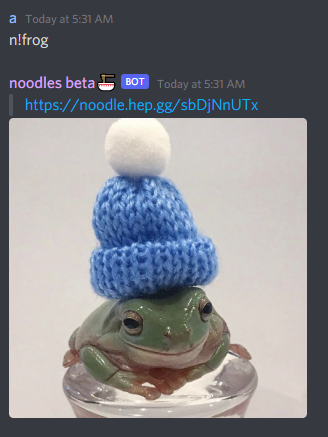 a Today at 5:31 AM
n!frog
noodles beta🍜 BOT Today at 5:31 AM
https://noodle.hep.gg/sbDjNnUTx